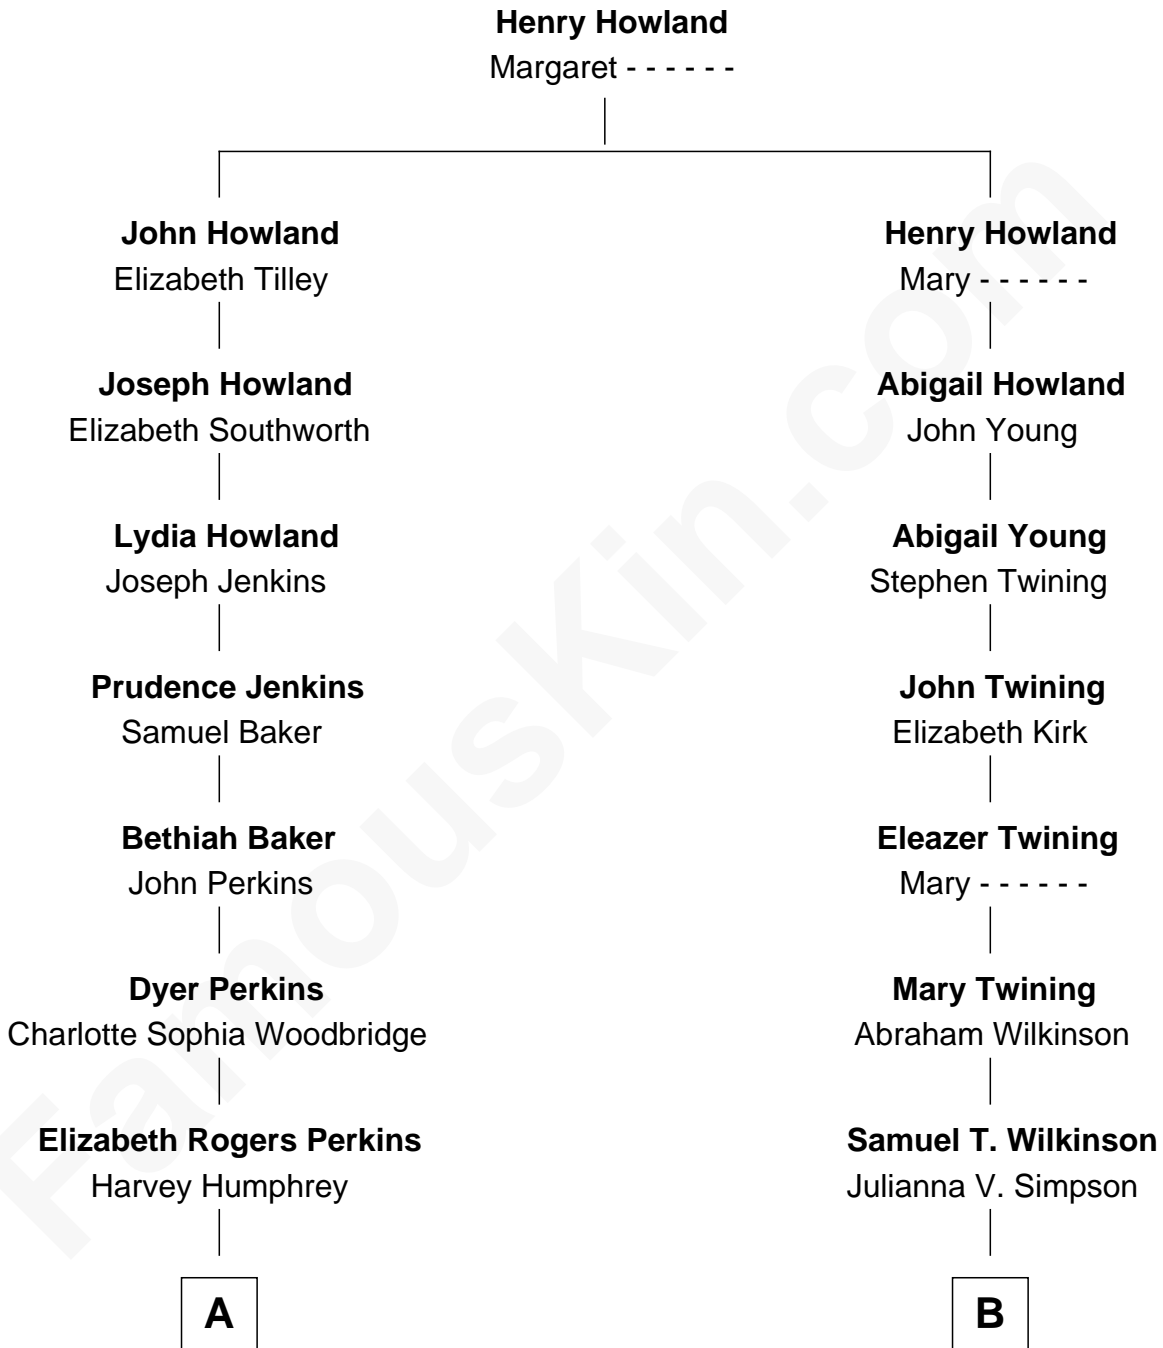 Henry Howland
Margaret - - - - - -
John Howland
Elizabeth Tilley
Henry Howland
Mary - - - - - -
Joseph Howland
Elizabeth Southworth
Abigail Howland
John Young
Lydia Howland
Joseph Jenkins
Abigail Young
Stephen Twining
Prudence Jenkins
Samuel Baker
John Twining
Elizabeth Kirk
Bethiah Baker
John Perkins
Eleazer Twining
Mary - - - - - -
Dyer Perkins
Charlotte Sophia Woodbridge
Mary Twining
Abraham Wilkinson
Elizabeth Rogers Perkins
Harvey Humphrey
Samuel T. Wilkinson
Julianna V. Simpson
A
B
FamousKin.com